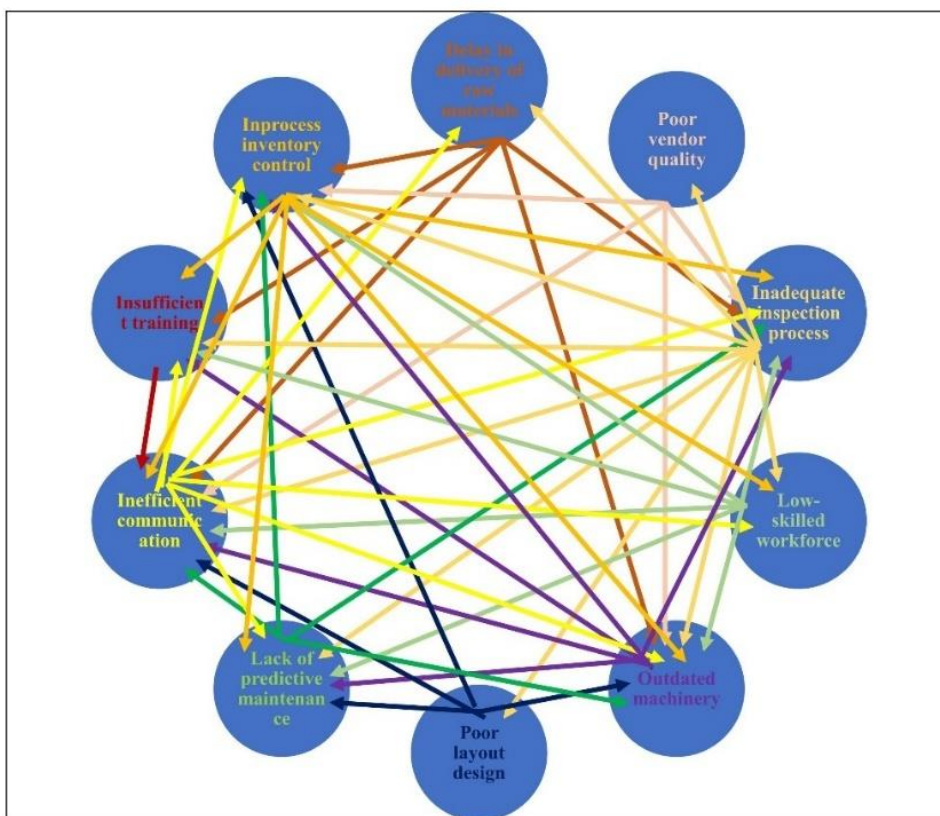 Delay in
delivery of
raw
materials
Inprocess
inventory
control
Poor
vendor
quality
Insufficien
t training
Inadequate
inspection
process
Inefficient
communic
ation
Low-
skilled
workforce
Lack of
predictive
maintenan
ce
Outdated
machinery
Poor
layout
design